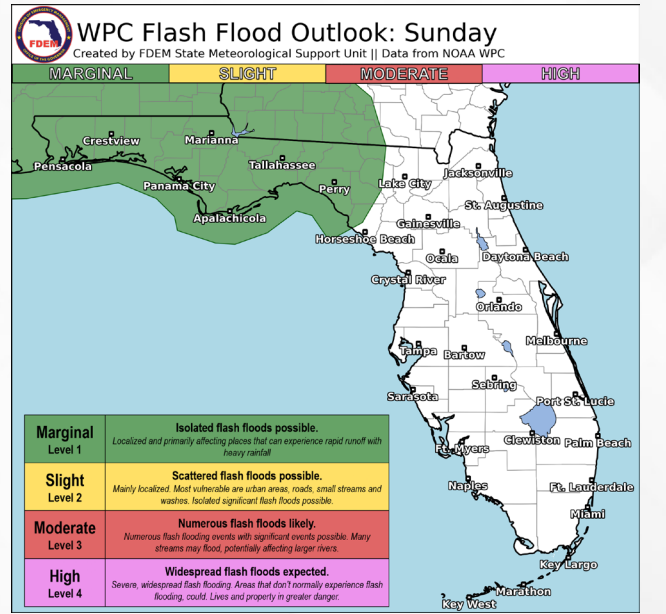 WPC Flash Flood Outlook: Sunday
Created by FDEM State Meteorological Support Unit || Data from NOAA WPC
FDEM
MARGINAL SLIGHT MODERATE HIGH
Crestview
Marianna
Pensacola
Tallahassee
Panama City
Perry
Apalachicola
Lake City
Jacksonville
St. Augustine
Gainesville
Horseshoe Beach
Ocala
Daytona Beach
Crystal River
Orlando
Melbourne
Tampa
Bartow
Sebring
Sarasota
Port St. Lucie
Clewiston
Palm Beach
Ft. Myers
Naples
Ft. Lauderdale
Miami
Key Largo
Marathon
Key West
Marginal
Level 1
Isolated flash floods possible.
Localized and primarily affecting places that can experience rapid runoff with
heavy rainfall
Slight
Level 2
Scattered flash floods possible.
Mainly localized. Most vulnerable are urban areas, roads, small streams and
washes. Isolated significant flash floods possible.
Moderate
Level 3
Numerous flash floods likely.
Numerous flash flooding events with significant events possible. Many
streams may flood, potentially affecting larger rivers.
High
Level 4
Widespread flash floods expected.
Severe, widespread flash flooding. Areas that don't normally experience flash
flooding, could. Lives and property in greater danger.